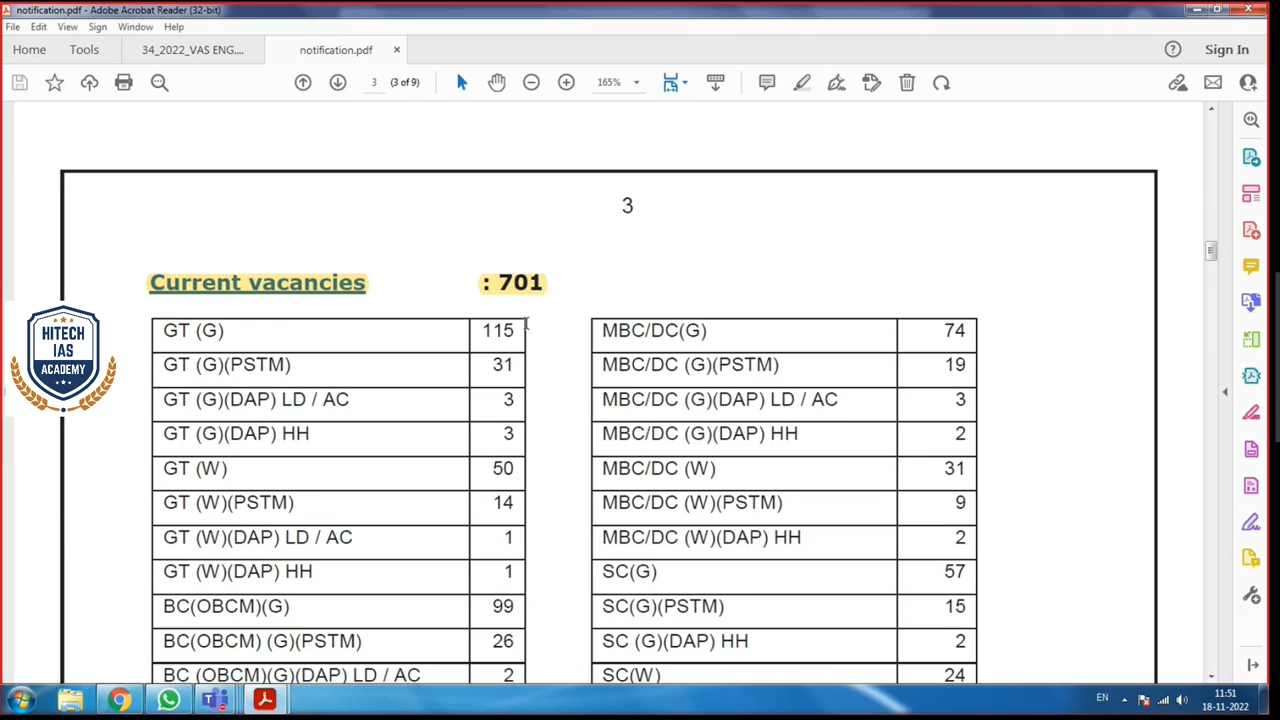 notification.pdf - Adobe Acrobat Reader (32-bit)
File Edit View Sign Window Help
Home Tools 34_2022_VAS ENG.... notification.pdf × Sign In
3 (3 of 9) 165%
3
Current vacancies : 701
GT (G) 115 MBC/DC(G) 74
GT (G)(PSTM) 31 MBC/DC (G)(PSTM) 19
GT (G)(DAP) LD / AC 3 MBC/DC (G)(DAP) LD / AC 3
GT (G)(DAP) HH 3 MBC/DC (G)(DAP) HH 2
GT (W) 50 MBC/DC (W) 31
GT (W)(PSTM) 14 MBC/DC (W)(PSTM) 9
GT (W)(DAP) LD / AC 1 MBC/DC (W)(DAP) HH 2
GT (W)(DAP) HH 1 SC(G) 57
BC(OBCM)(G) 99 SC(G)(PSTM) 15
BC(OBCM) (G)(PSTM) 26 SC (G)(DAP) HH 2
BC (OBCM)(G)(DAP) LD / AC 2 SC(W) 24
HITECH
IAS
ACADEMY
EN 11:51
18-11-2022